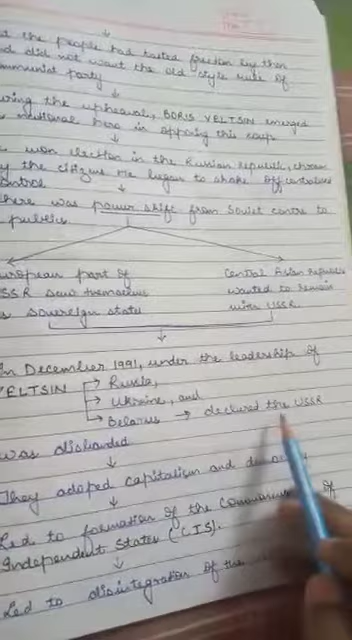 the people had tasted freedom by then
did not want the old style rule of
communist party
during the upheaval, BORIS YELTSIN emerged
national hero in opposing this coup
won election in the Russian republic, chosen
by the citizens. He began to shake off centralised
control
there was power shift from Soviet centre to
republics
European part of
USSR saw themselves
as sovereign states
Central Asian republics
wanted to remain
with USSR
In December 1991, under the leadership of
YELTSIN
Russia,
Ukraine, and
Belarus → declared the USSR
was disbanded
They adoped capitalism and
Led to formation of the Commonwealth of
Independent States (CIS).
Led to disintegration of the